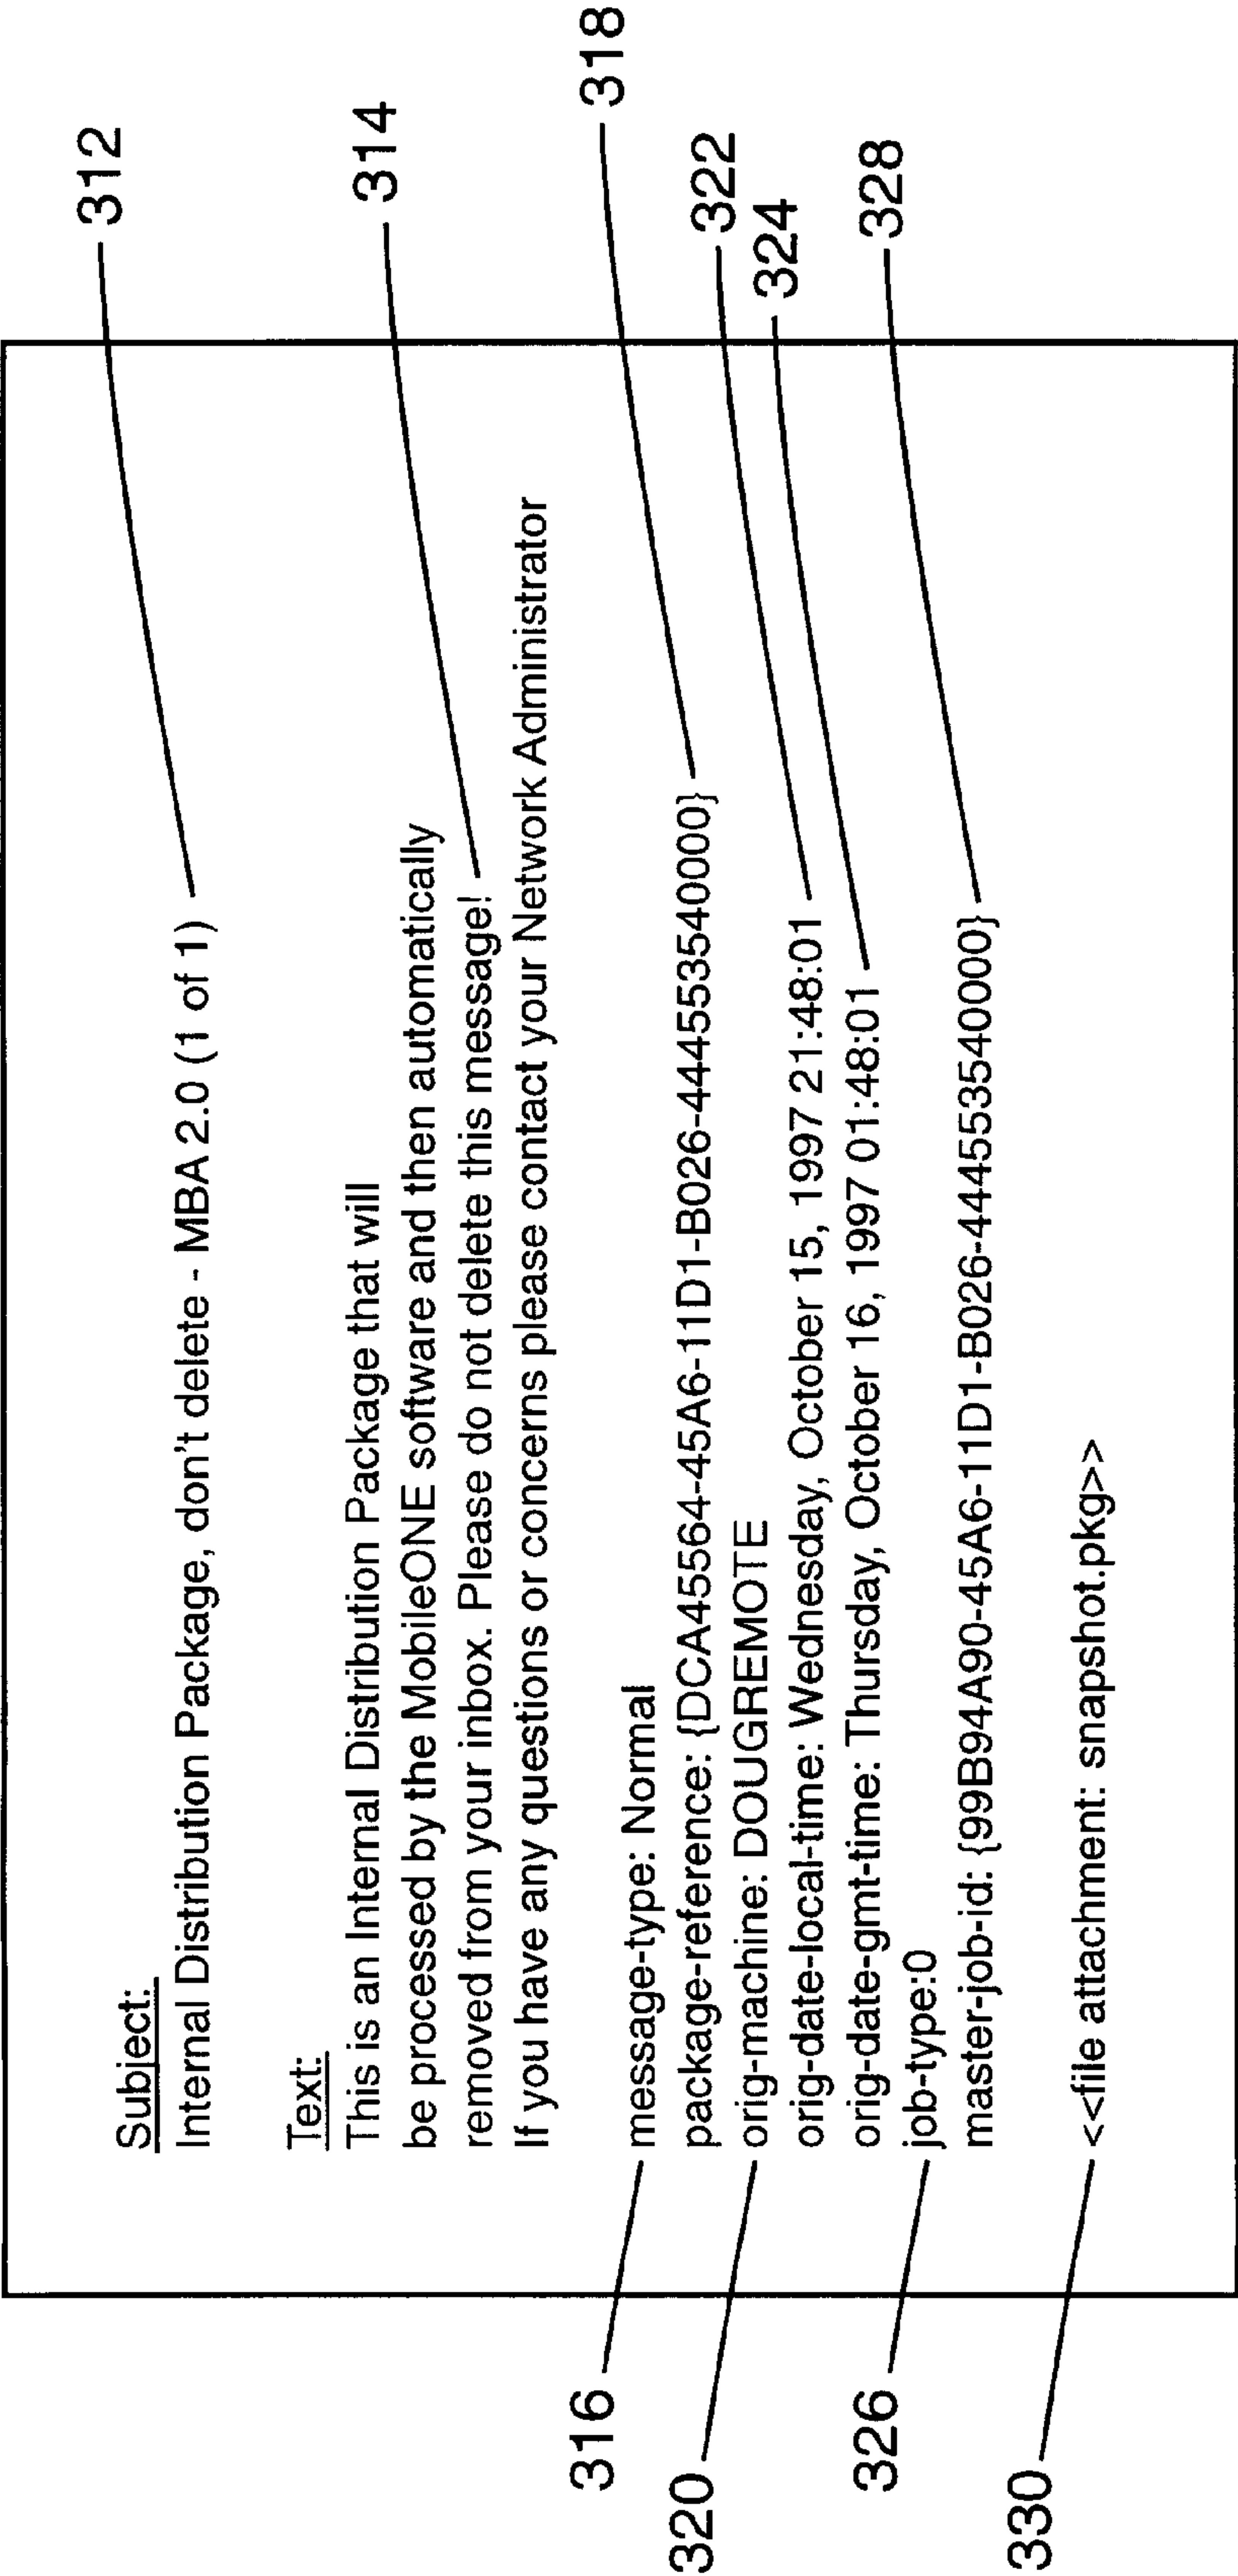 Subject:
Internal Distribution Package, don't delete - MBA 2.0 (1 of 1)
312
Text:
This is an Internal Distribution Package that will
be processed by the MobileONE software and then automatically
removed from your inbox. Please do not delete this message!
314
If you have any questions or concerns please contact your Network Administrator
316
message-type: Normal
package-reference: {DCA45564-45A6-11D1-B026-444553540000}
318
320
orig-machine: DOUGREMOTE
orig-date-local-time: Wednesday, October 15, 1997 21:48:01
322
orig-date-gmt-time: Thursday, October 16, 1997 01:48:01
324
326
job-type:0
master-job-id: {99B94A90-45A6-11D1-B026-444553540000}
328
330
<<file attachment: snapshot.pkg>>